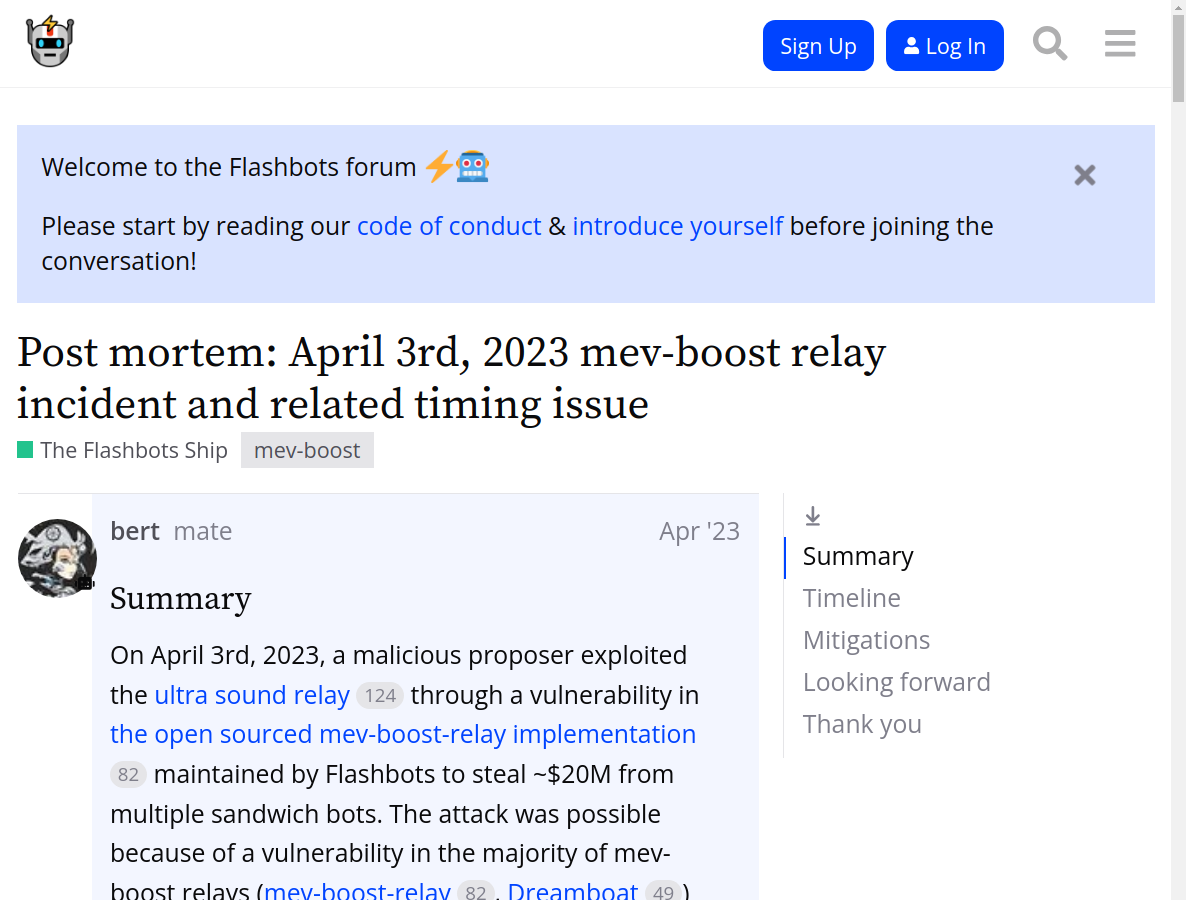 Sign Up
Log In
Welcome to the Flashbots forum
Please start by reading our code of conduct & introduce yourself before joining the
conversation!
Post mortem: April 3rd, 2023 mev-boost relay
incident and related timing issue
The Flashbots Ship mev-boost
bert mate Apr '23
Summary
On April 3rd, 2023, a malicious proposer exploited
the ultra sound relay 124 through a vulnerability in
the open sourced mev-boost-relay implementation
82 maintained by Flashbots to steal ~$20M from
multiple sandwich bots. The attack was possible
because of a vulnerability in the majority of mev-
boost relays (mev-boost-relay 82, Dreamboat 49)
Summary
Timeline
Mitigations
Looking forward
Thank you